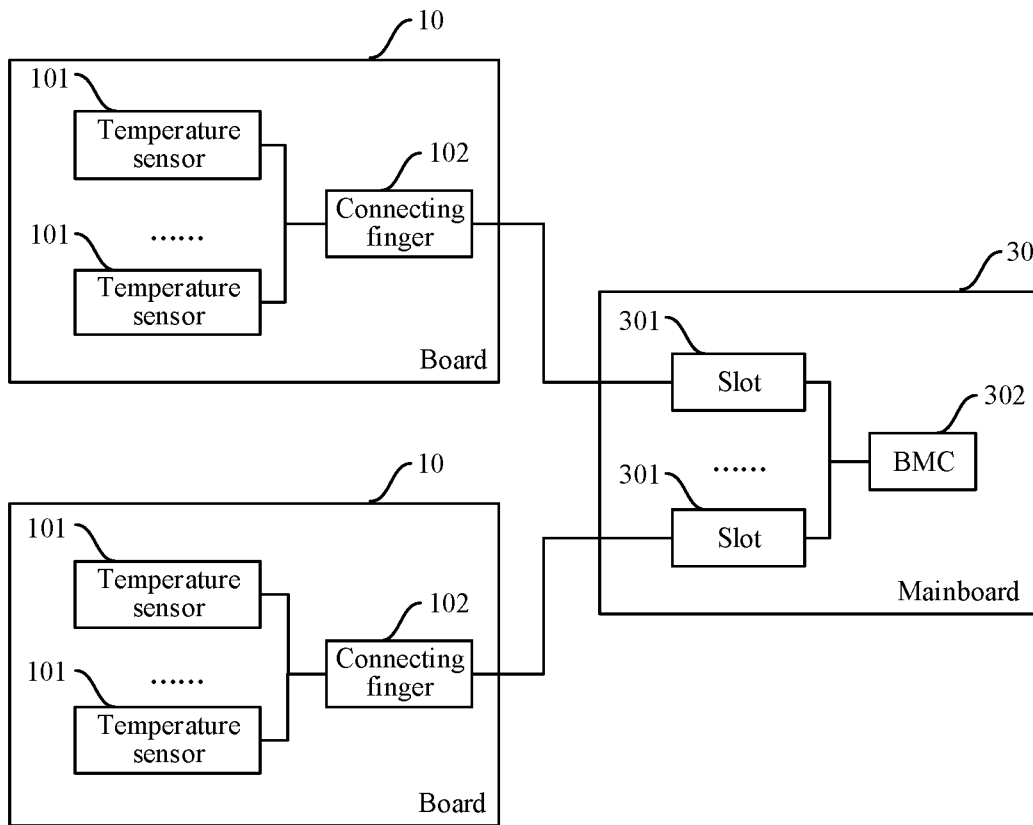 10
101
Temperature
sensor
102
Connecting
finger
……
101
Temperature
sensor
Board
30
301
Slot
302
BMC
……
301
Slot
Mainboard
10
101
Temperature
sensor
102
Connecting
finger
……
101
Temperature
sensor
Board